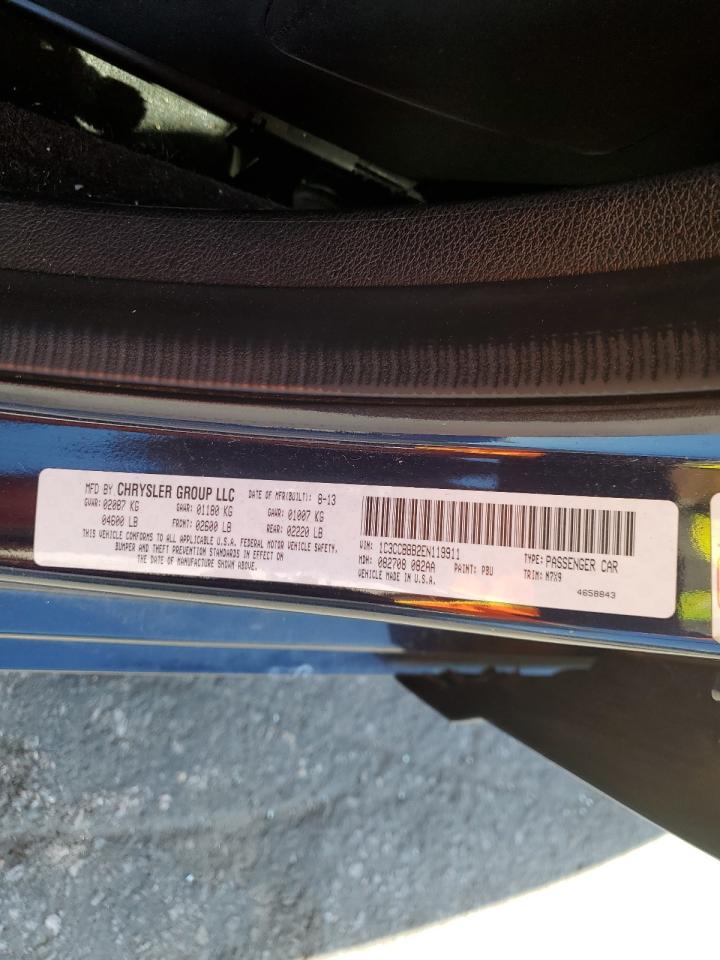 MFD BY CHRYSLER GROUP LLC DATE OF MFR(BUILT): 8-13
GVWR: 02087 KG GAWR: 01180 KG GAWR: 01007 KG
04600 LB FRONT: 02600 LB REAR: 02220 LB
THIS VEHICLE CONFORMS TO ALL APPLICABLE U.S.A. FEDERAL MOTOR VEHICLE SAFETY,
BUMPER AND THEFT PREVENTION STANDARDS IN EFFECT ON
THE DATE OF MANUFACTURE SHOWN ABOVE.
VIN: 1C3CCBBB2EN119911 TYPE: PASSENGER CAR
MDH: 082708 082AA PAINT: PBU TRIM: M7X9
VEHICLE MADE IN U.S.A.
4658843